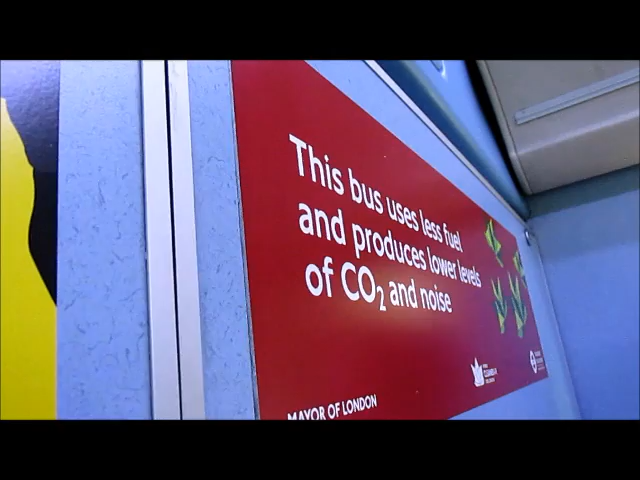 This bus uses less fuel
and produces lower levels
of CO₂ and noise
MAYOR OF LONDON